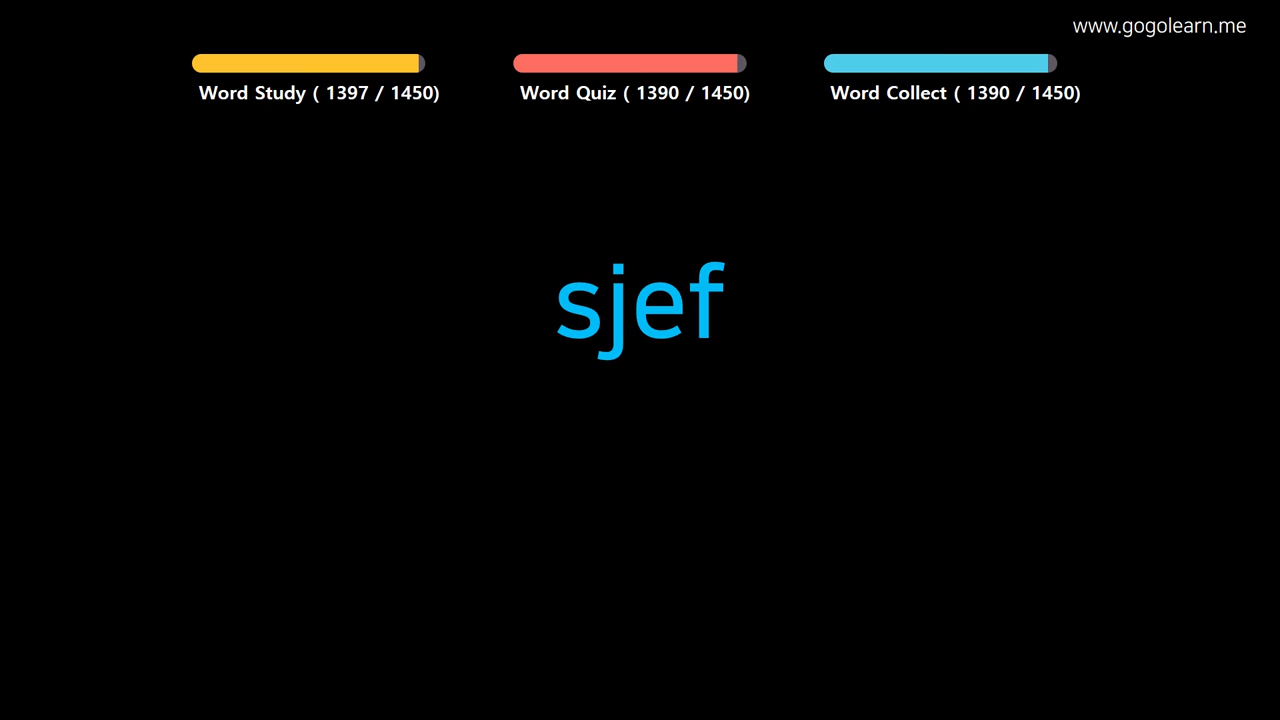 www.gogolearn.me
Word Study ( 1397 / 1450)
Word Quiz ( 1390 / 1450)
Word Collect ( 1390 / 1450)
sjef